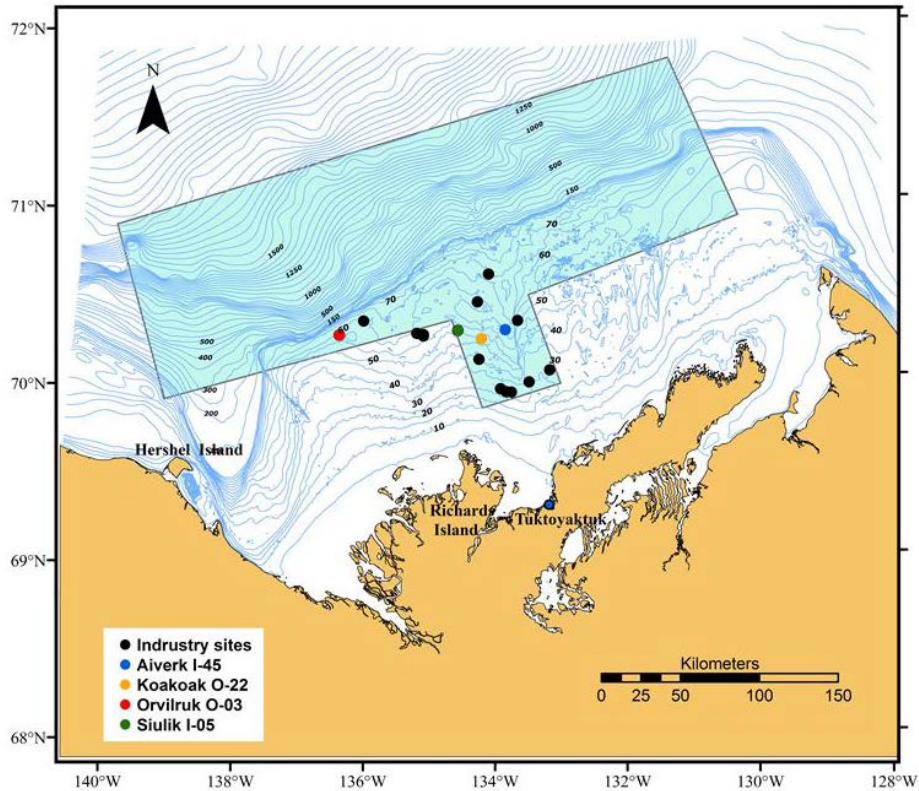 72°N
71°N
70°N
69°N
68°N
N
1250
1000
500
150
70
60
1500
1250
1000
500
150
70
60
50
50
40
30
500
400
300
200
50
40
30
20
10
Hershel Island
Richards
Island
Tuktoyaktuk
Indrustry sites
Aiverk I-45
Koakoak O-22
Orvilruk O-03
Siulik I-05
Kilometers
0 25 50 100 150
140°W 138°W 136°W 134°W 132°W 130°W 128°W